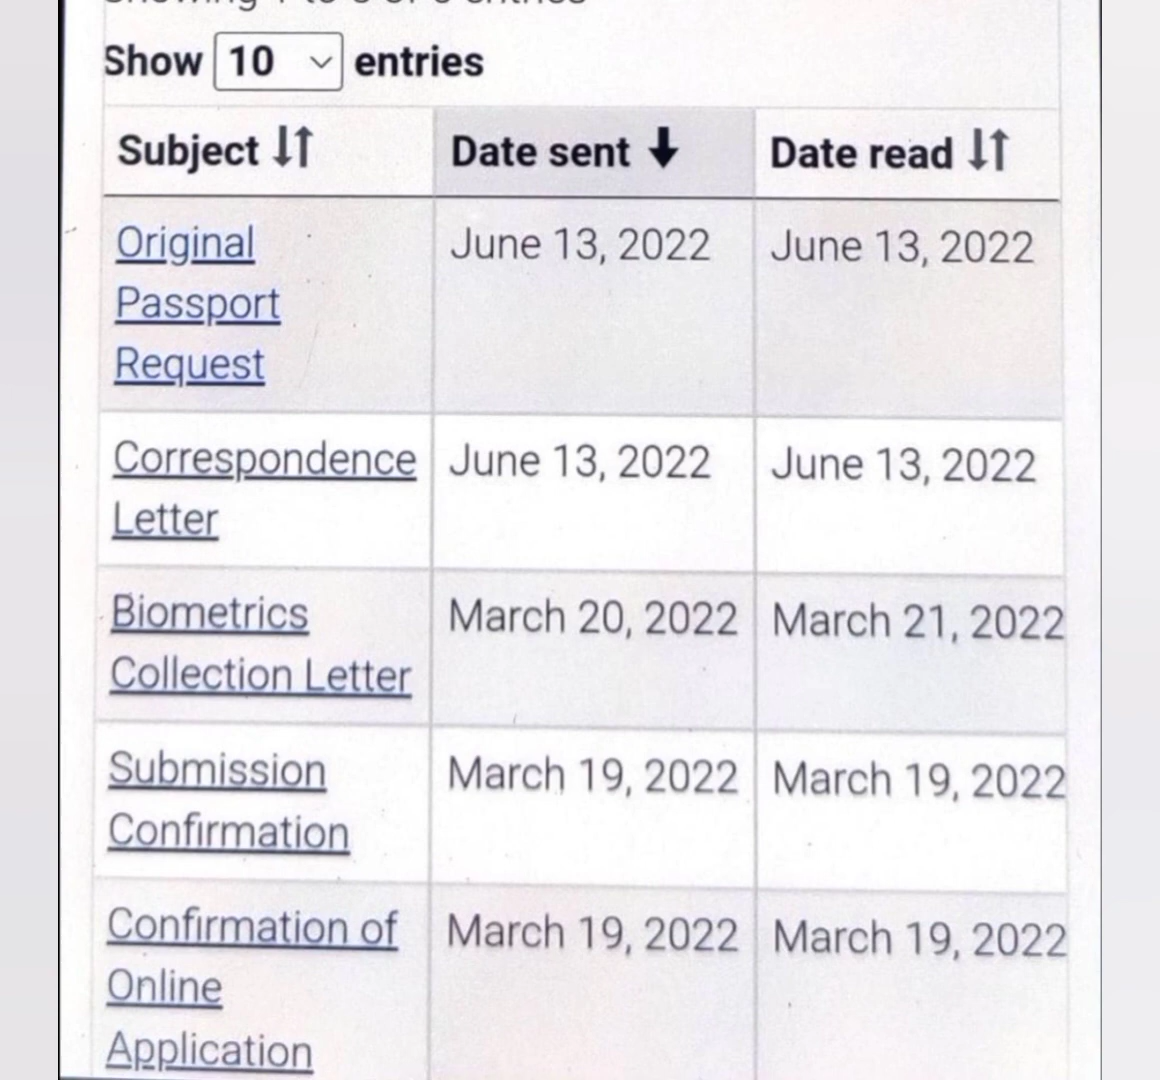 Show 10 entries
Subject Date sent Date read
Original June 13, 2022 June 13, 2022
Passport
Request
Correspondence June 13, 2022 June 13, 2022
Letter
Biometrics March 20, 2022 March 21, 2022
Collection Letter
Submission March 19, 2022 March 19, 2022
Confirmation
Confirmation of March 19, 2022 March 19, 2022
Online
Application